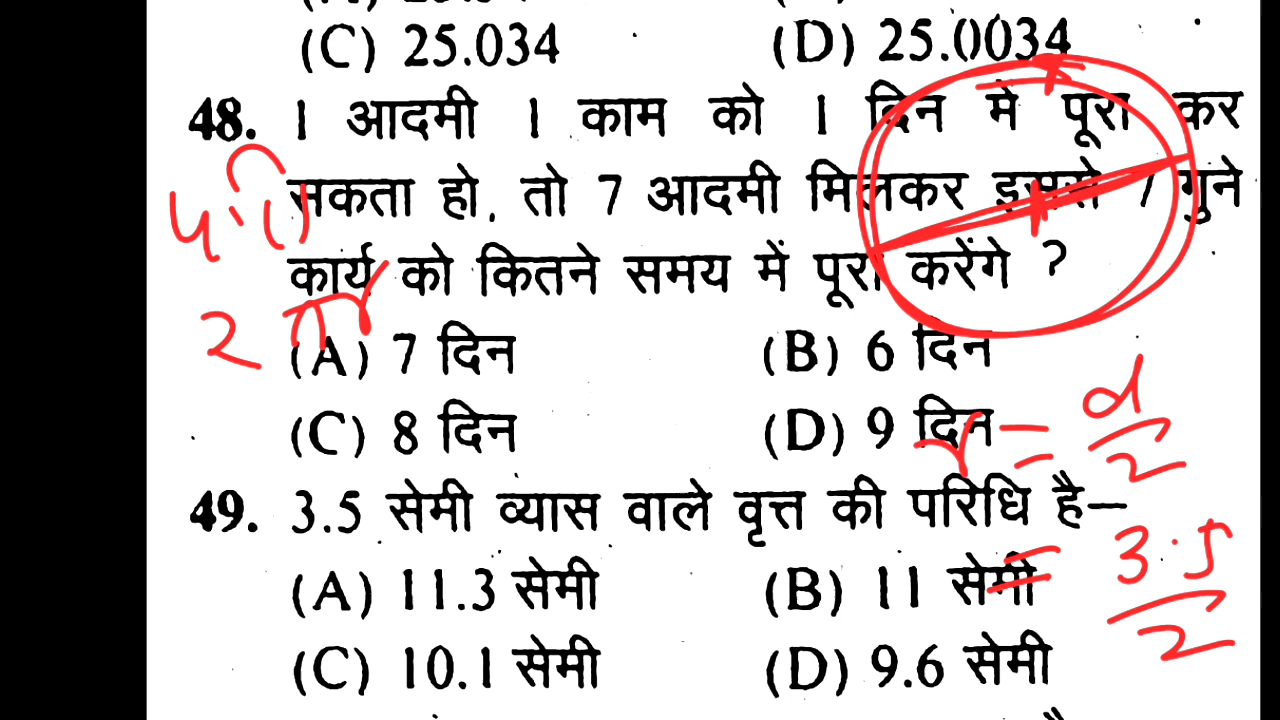 (C) 25.034 (D) 25.0034
48. 1 आदमी 1 काम को 1 दिन में पूरा कर
सकता हो, तो 7 आदमी मिलकर इससे 7 गुने
कार्य को कितने समय में पूरा करेंगे ?
2πr
(A) 7 दिन (B) 6 दिन
(C) 8 दिन (D) 9 दिन
r = d/2
49. 3.5 सेमी व्यास वाले वृत्त की परिधि है–
= 3.5/2
(A) 11.3 सेमी (B) 11 सेमी
(C) 10.1 सेमी (D) 9.6 सेमी